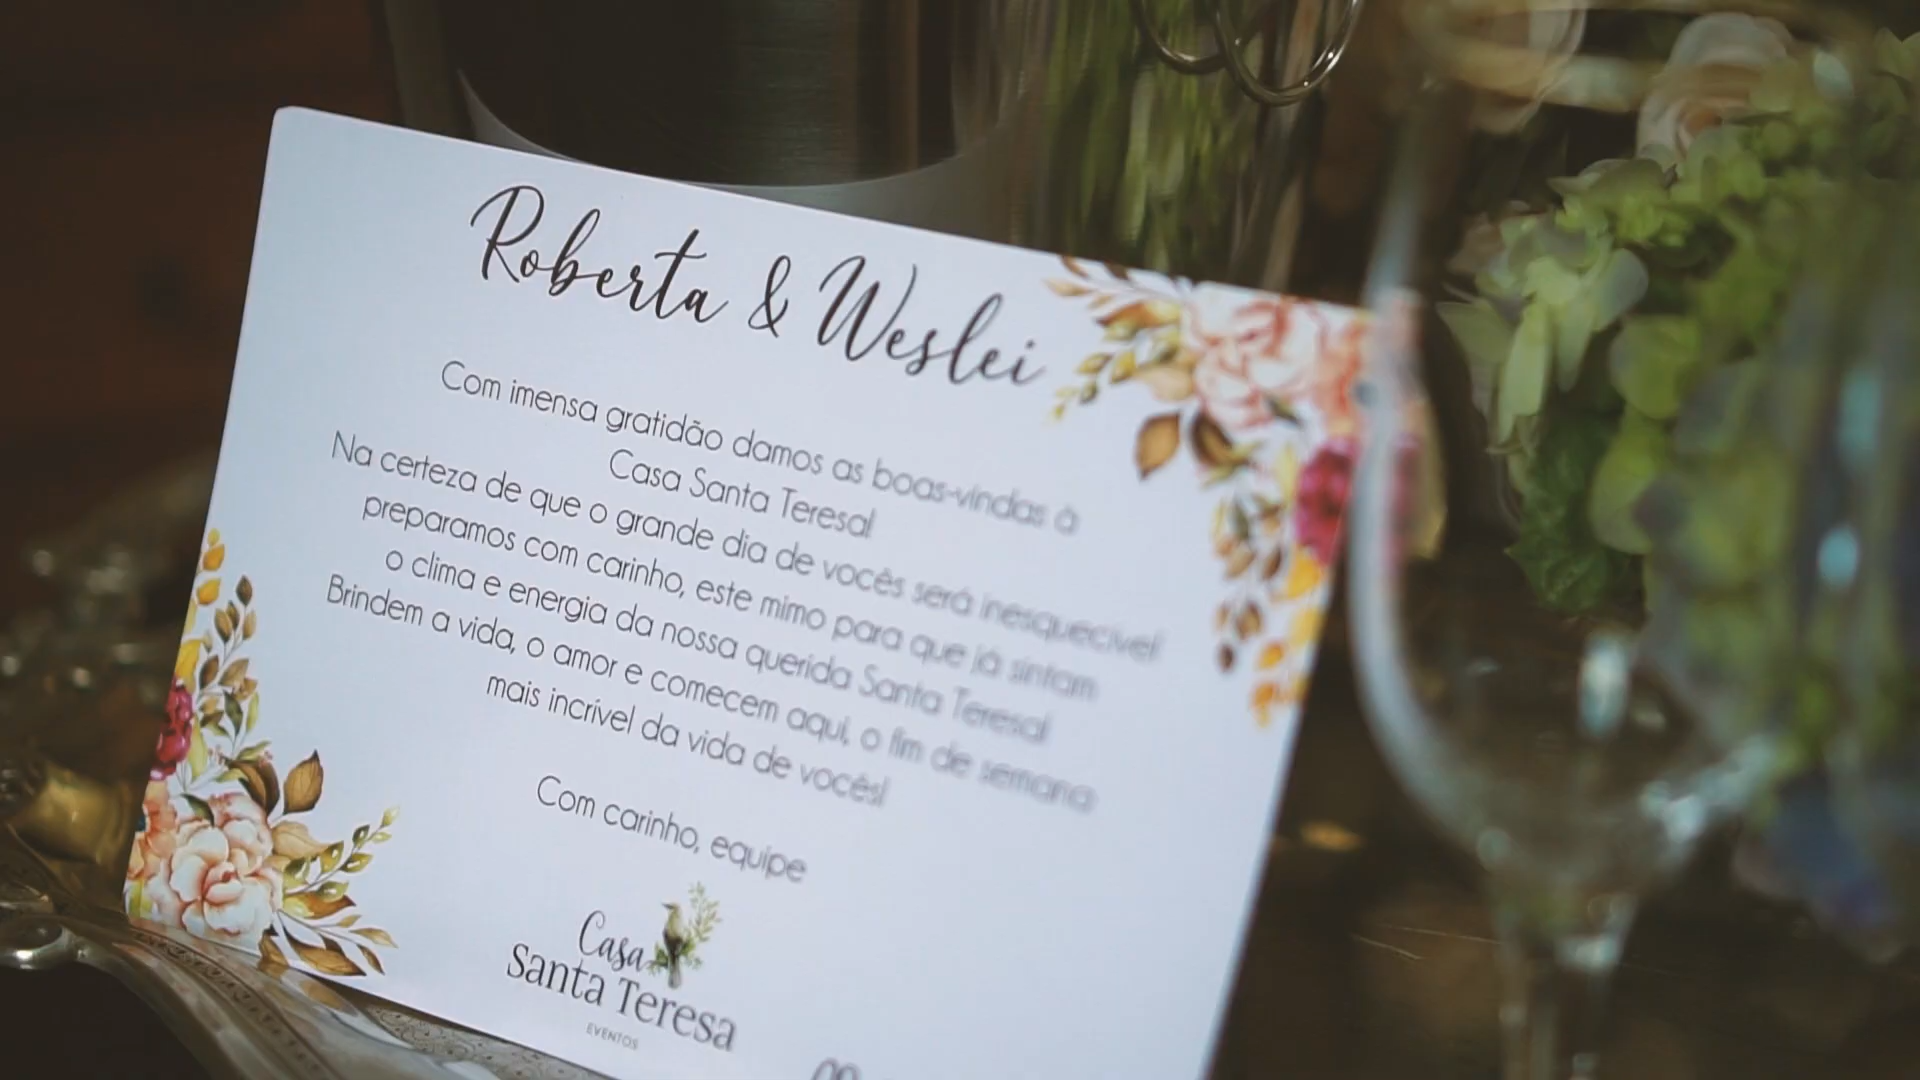 Roberta & Weslei
Com imensa gratidão damos as boas-vindas à
Casa Santa Teresa!
Na certeza de que o grande dia de vocês será inesquecível
preparamos com carinho, este mimo para que já sintam
o clima e energia da nossa querida Santa Teresa!
Brindem a vida, o amor e comecem aqui, o fim de semana
mais incrível da vida de vocês!
Com carinho, equipe
Casa
Santa Teresa
EVENTOS